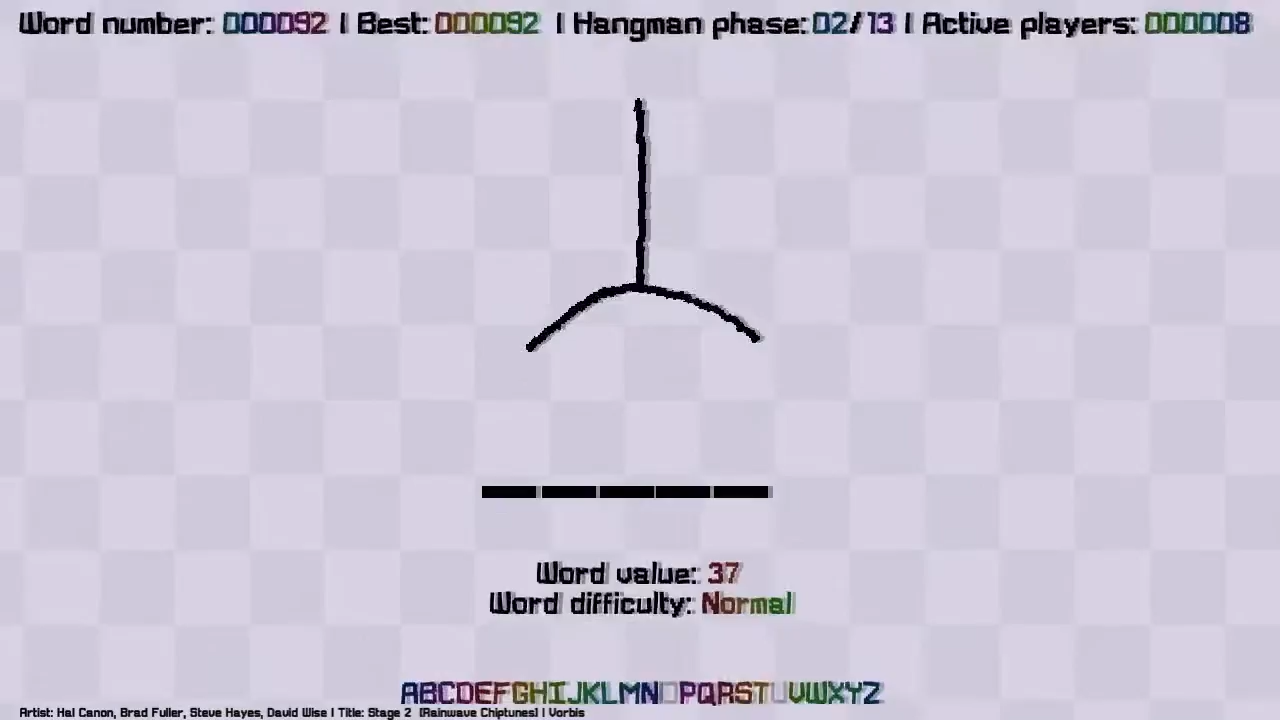 Word number: 000092 | Best: 000092 | Hangman phase: 02/13 | Active players: 000008
Word value: 37
Word difficulty: Normal
ABCDEFGHIJKLMNOPQRSTUVWXYZ
Artist: Hal Canon, Brad Fuller, Steve Hayes, David Wise | Title: Stage 2 [Rainwave Chiptunes] | Vorbis